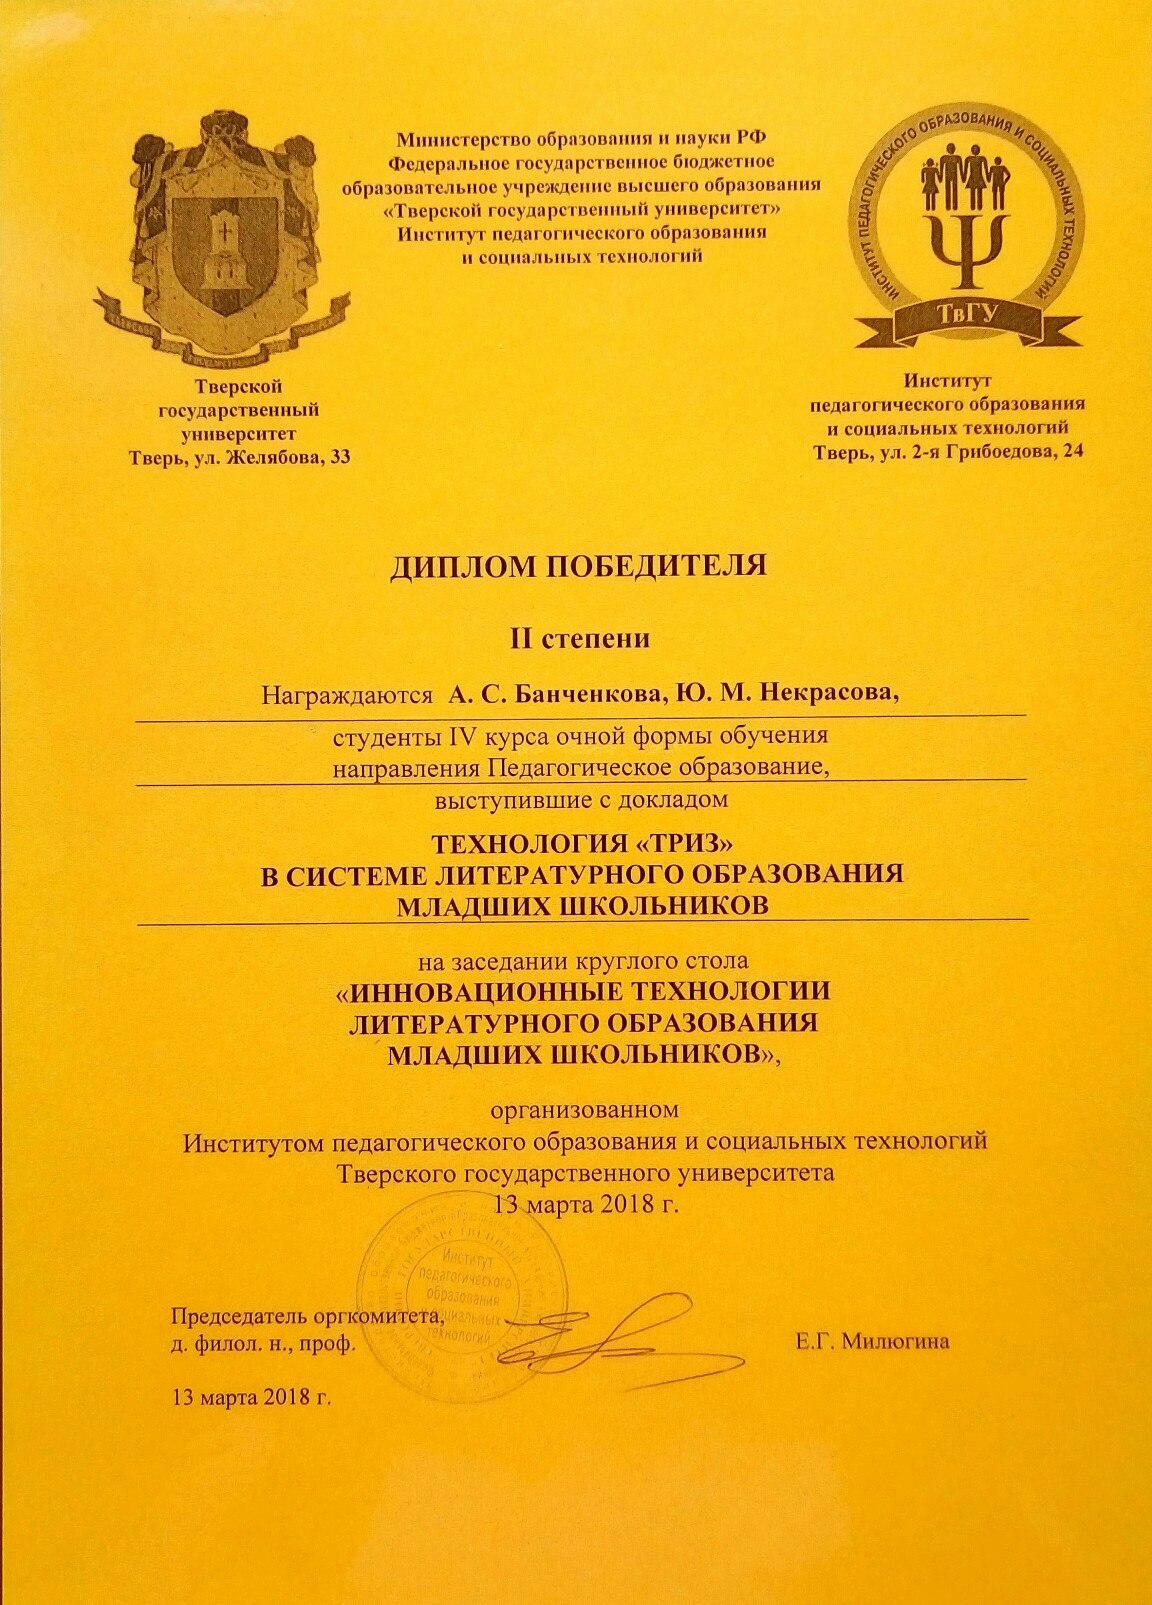 Министерство образования и науки РФ
Федеральное государственное бюджетное
образовательное учреждение высшего образования
«Тверской государственный университет»
Институт педагогического образования
и социальных технологий
Тверской
государственный
университет
Тверь, ул. Желябова, 33
ИНСТИТУТ ПЕДАГОГИЧЕСКОГО ОБРАЗОВАНИЯ И СОЦИАЛЬНЫХ ТЕХНОЛОГИЙ
ТвГУ
Институт
педагогического образования
и социальных технологий
Тверь, ул. 2-я Грибоедова, 24
ДИПЛОМ ПОБЕДИТЕЛЯ
II степени
Награждаются А. С. Банченкова, Ю. М. Некрасова,
студенты IV курса очной формы обучения
направления Педагогическое образование,
выступившие с докладом
ТЕХНОЛОГИЯ «ТРИЗ»
В СИСТЕМЕ ЛИТЕРАТУРНОГО ОБРАЗОВАНИЯ
МЛАДШИХ ШКОЛЬНИКОВ
на заседании круглого стола
«ИННОВАЦИОННЫЕ ТЕХНОЛОГИИ
ЛИТЕРАТУРНОГО ОБРАЗОВАНИЯ
МЛАДШИХ ШКОЛЬНИКОВ»,
организованном
Институтом педагогического образования и социальных технологий
Тверского государственного университета
13 марта 2018 г.
Институт
педагогического
образования
и социальных
технологий
Председатель оргкомитета,
д. филол. н., проф.
Е.Г. Милюгина
13 марта 2018 г.